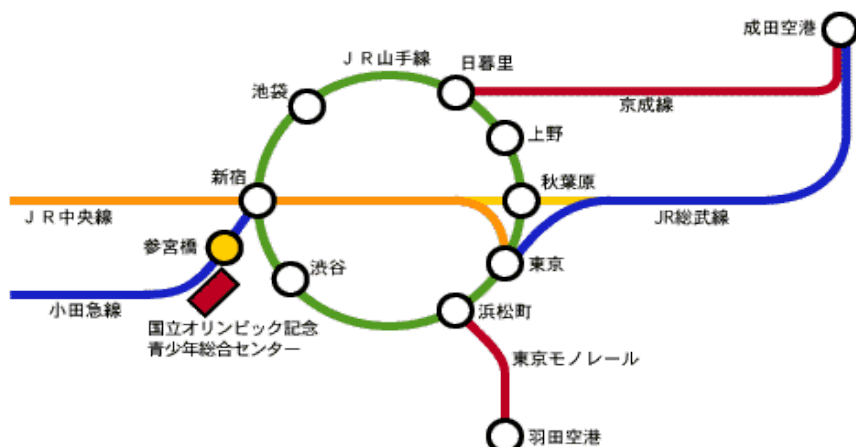 成田空港
ＪＲ山手線
日暮里
池袋
京成線
上野
新宿
秋葉原
ＪＲ中央線
JR総武線
参宮橋
渋谷
東京
小田急線
浜松町
国立オリンピック記念
青少年総合センター
東京モノレール
羽田空港